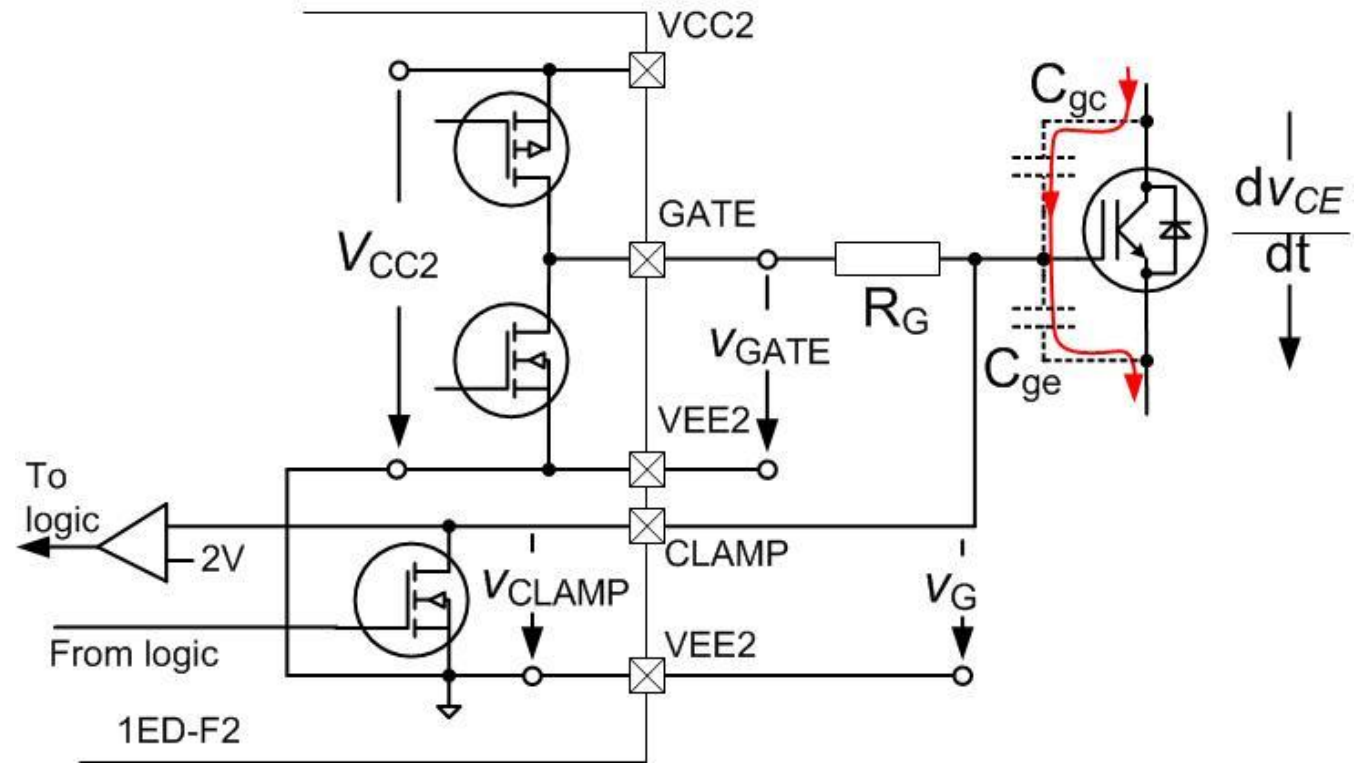 VCC2
Cgc
VCC2
GATE
dvCE
dt
RG
vGATE
Cge
VEE2
To
logic
2V
CLAMP
vCLAMP
vG
From logic
VEE2
1ED-F2